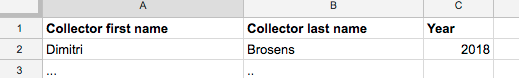 A B C
1 Collector first name Collector last name Year
2 Dimitri Brosens 2018
3 ... ..